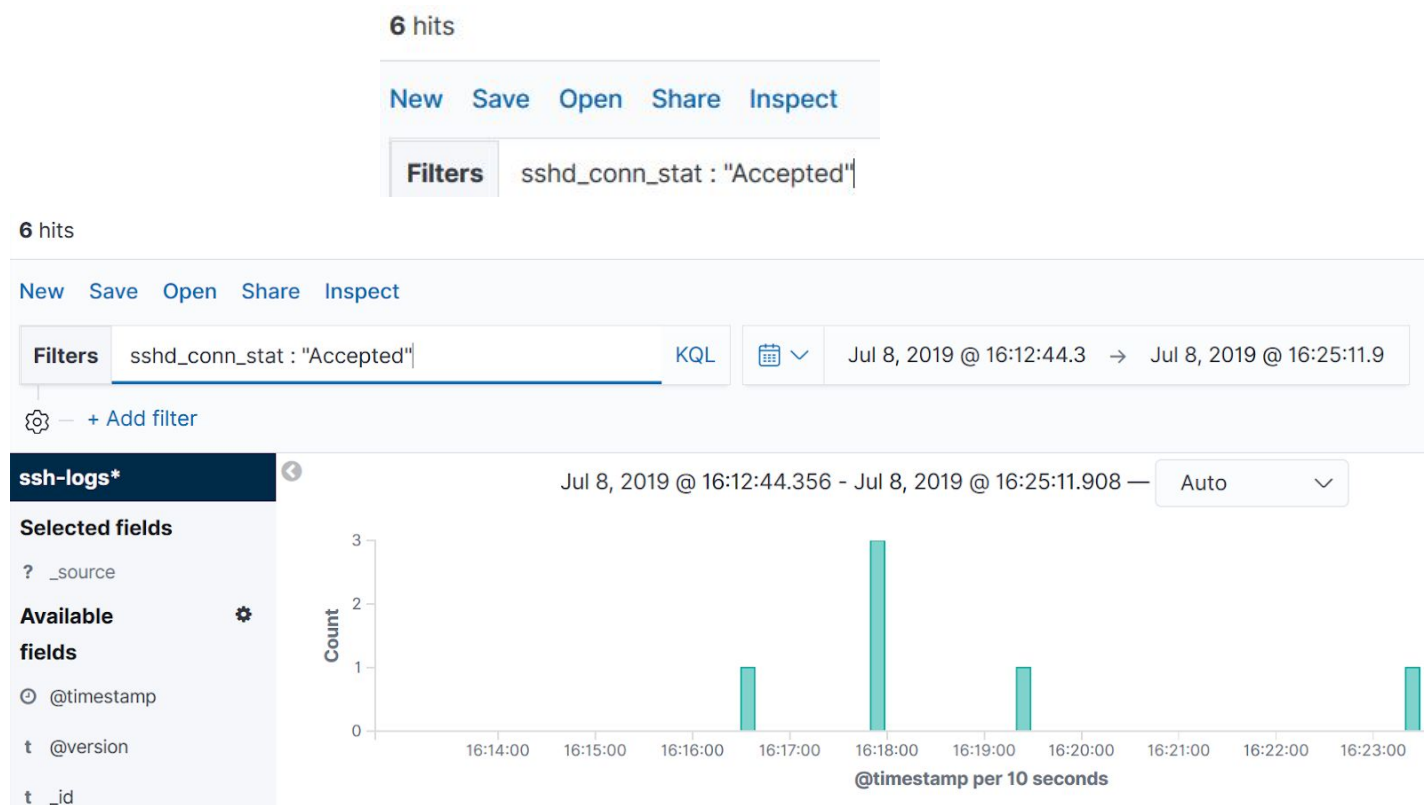 6 hits
New Save Open Share Inspect
Filters sshd_conn_stat : "Accepted"
6 hits
New Save Open Share Inspect
Filters sshd_conn_stat : "Accepted" KQL Jul 8, 2019 @ 16:12:44.3 → Jul 8, 2019 @ 16:25:11.9
+ Add filter
ssh-logs*
Jul 8, 2019 @ 16:12:44.356 - Jul 8, 2019 @ 16:25:11.908 — Auto
Selected fields
? _source
Available
fields
@timestamp
t @version
t _id
Count
3
2
1
0
16:14:00 16:15:00 16:16:00 16:17:00 16:18:00 16:19:00 16:20:00 16:21:00 16:22:00 16:23:00
@timestamp per 10 seconds